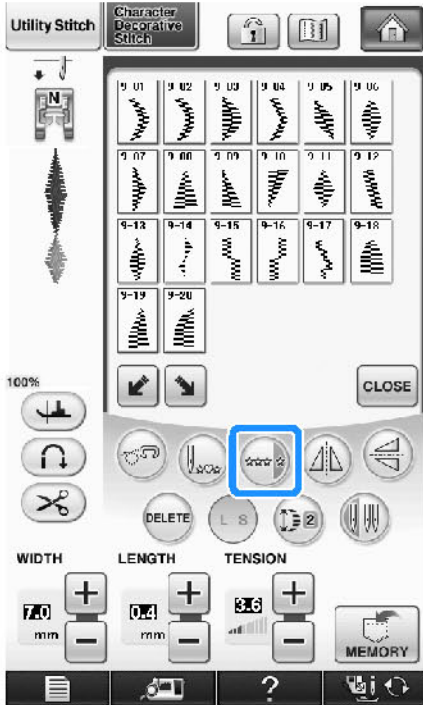 Utility Stitch
Character
Decorative
Stitch
N
9-01 9-02 9-03 9-04 9-05 9-06
9-07 9-08 9-09 9-10 9-11 9-12
9-13 9-14 9-15 9-16 9-17 9-18
9-19 9-20
100%
CLOSE
DELETE
L S
2
WIDTH LENGTH TENSION
7.0 0.4 3.6
mm mm
MEMORY
?